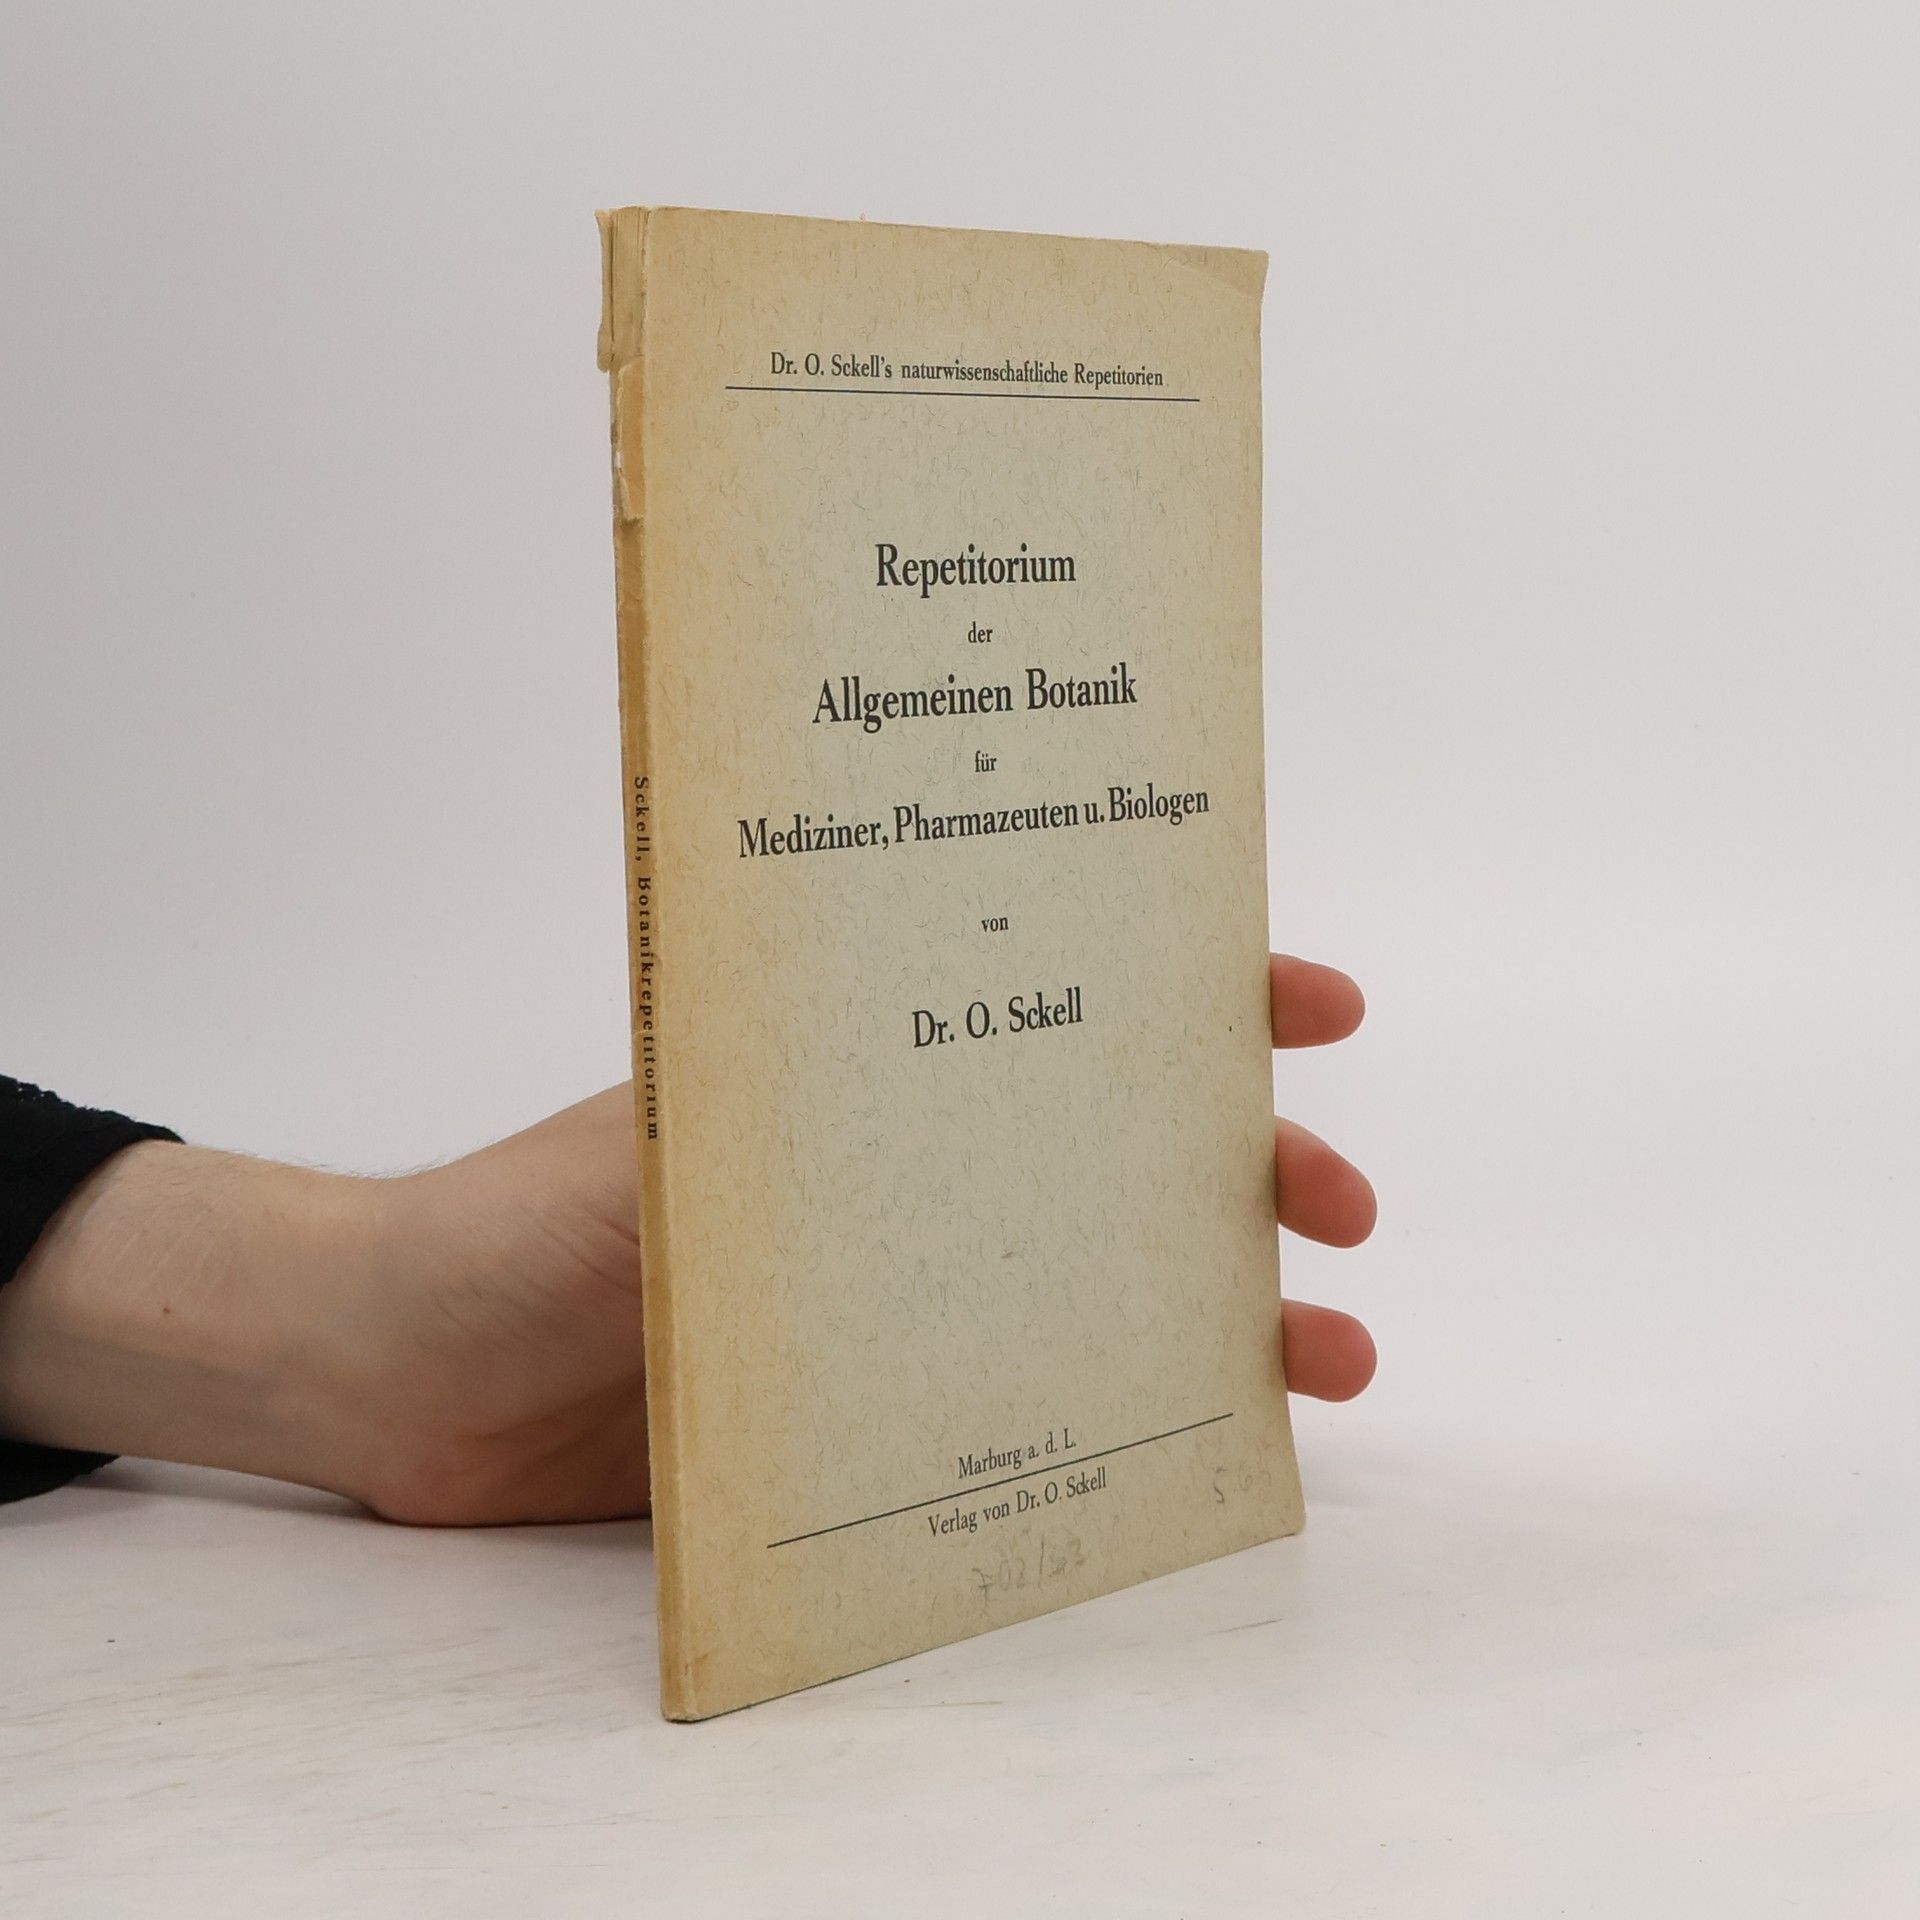 Dr. O. Sckell's naturwissenschaftliche Repetitorien
Repetitorium
der
Allgemeinen Botanik
für
Mediziner, Pharmazeuten u. Biologen
von
Dr. O. Sckell
Marburg a. d. L.
Verlag von Dr. O. Sckell
Sckell, Botanikrepetitorium